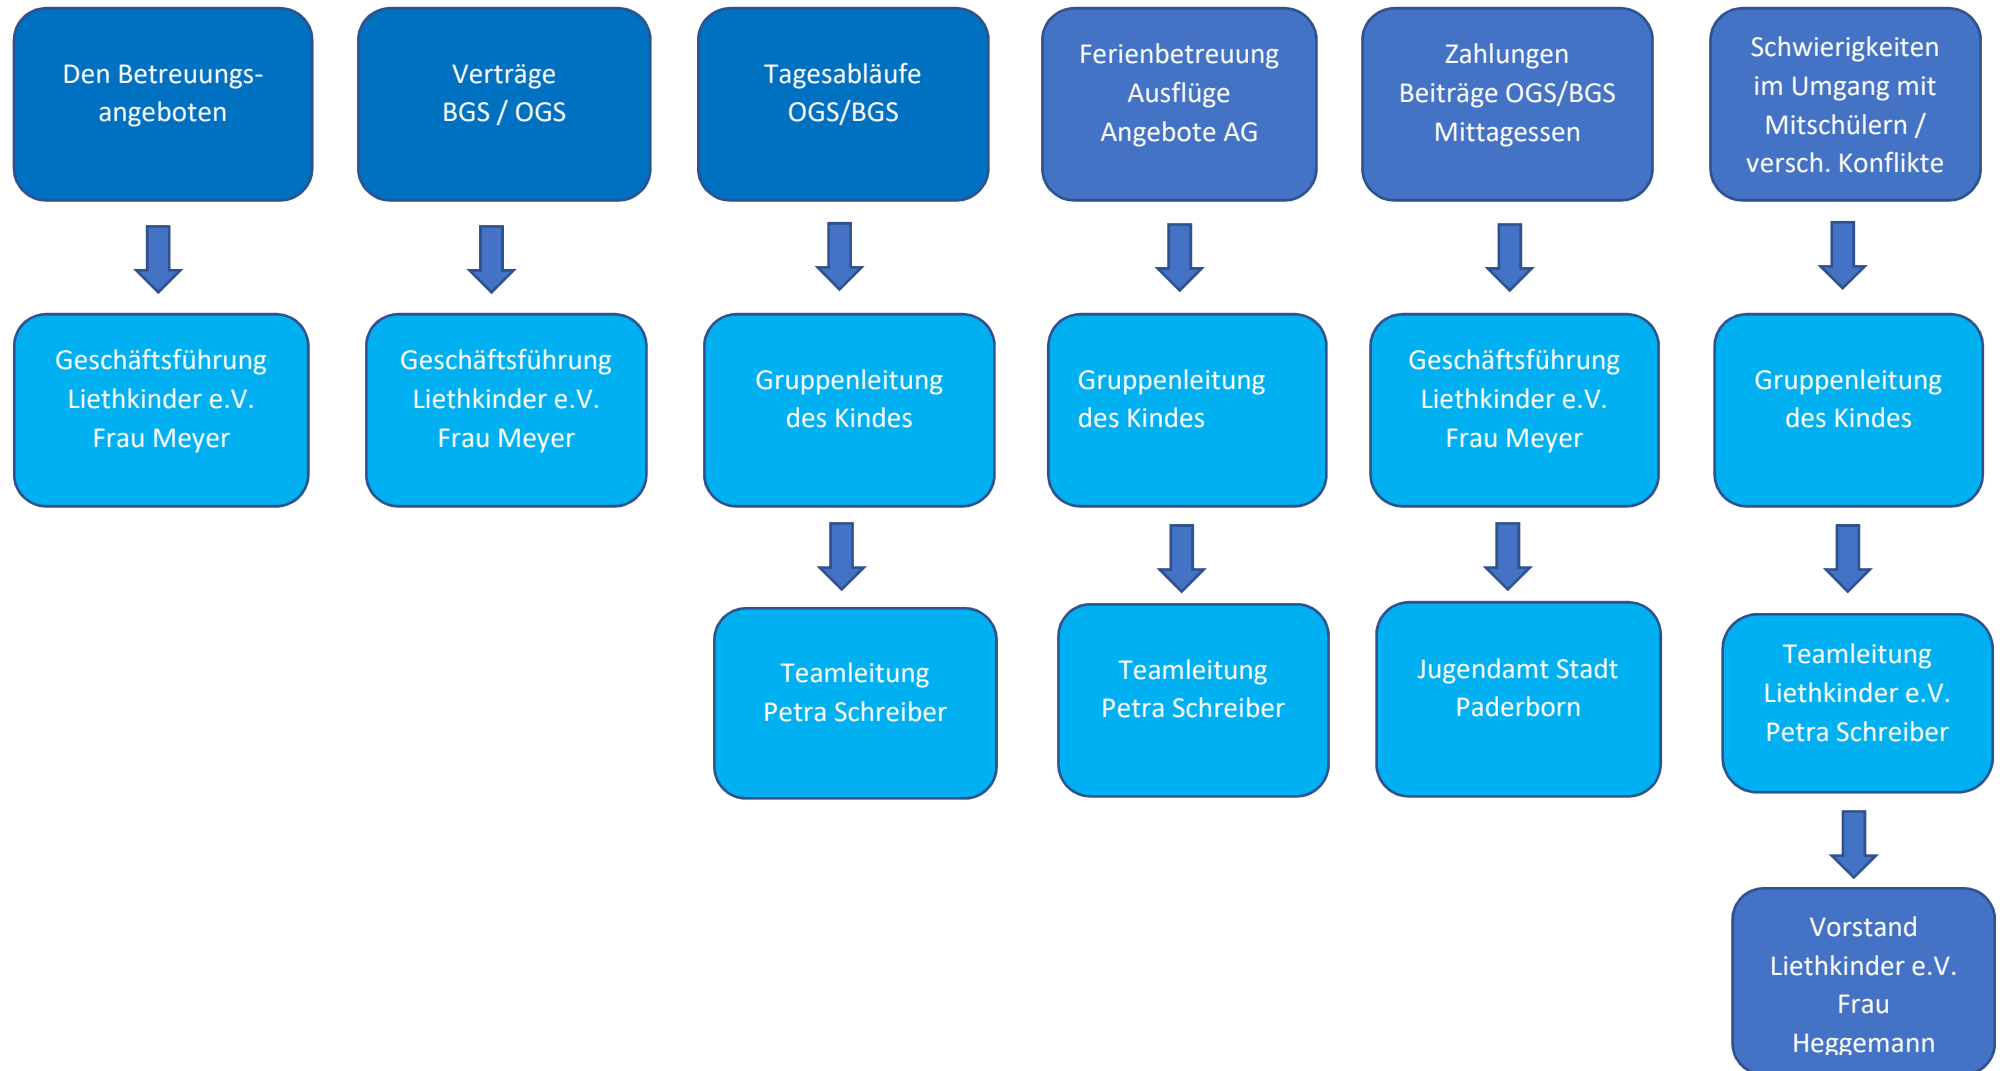 Den Betreuungs-
angeboten
Verträge
BGS / OGS
Tagesabläufe
OGS/BGS
Ferienbetreuung
Ausflüge
Angebote AG
Zahlungen
Beiträge OGS/BGS
Mittagessen
Schwierigkeiten
im Umgang mit
Mitschülern /
versch. Konflikte
Geschäftsführung
Liethkinder e.V.
Frau Meyer
Geschäftsführung
Liethkinder e.V.
Frau Meyer
Gruppenleitung
des Kindes
Gruppenleitung
des Kindes
Geschäftsführung
Liethkinder e.V.
Frau Meyer
Gruppenleitung
des Kindes
Teamleitung
Petra Schreiber
Teamleitung
Petra Schreiber
Jugendamt Stadt
Paderborn
Teamleitung
Liethkinder e.V.
Petra Schreiber
Vorstand
Liethkinder e.V.
Frau
Heggemann